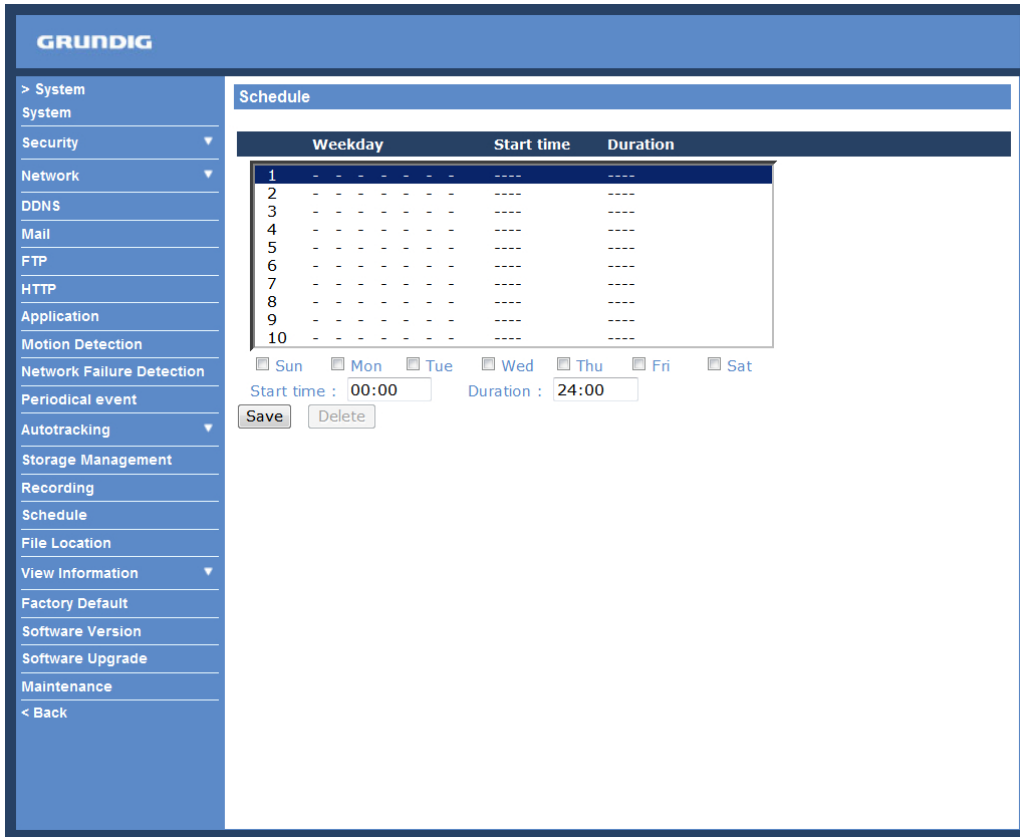 GRUNDIG
> System
System
Security
Network
DDNS
Mail
FTP
HTTP
Application
Motion Detection
Network Failure Detection
Periodical event
Autotracking
Storage Management
Recording
Schedule
File Location
View Information
Factory Default
Software Version
Software Upgrade
Maintenance
< Back
Schedule
Weekday Start time Duration
1 - - - - - - - ---- ----
2 - - - - - - - ---- ----
3 - - - - - - - ---- ----
4 - - - - - - - ---- ----
5 - - - - - - - ---- ----
6 - - - - - - - ---- ----
7 - - - - - - - ---- ----
8 - - - - - - - ---- ----
9 - - - - - - - ---- ----
10 - - - - - - - ---- ----
Sun Mon Tue Wed Thu Fri Sat
Start time : 00:00 Duration : 24:00
Save Delete